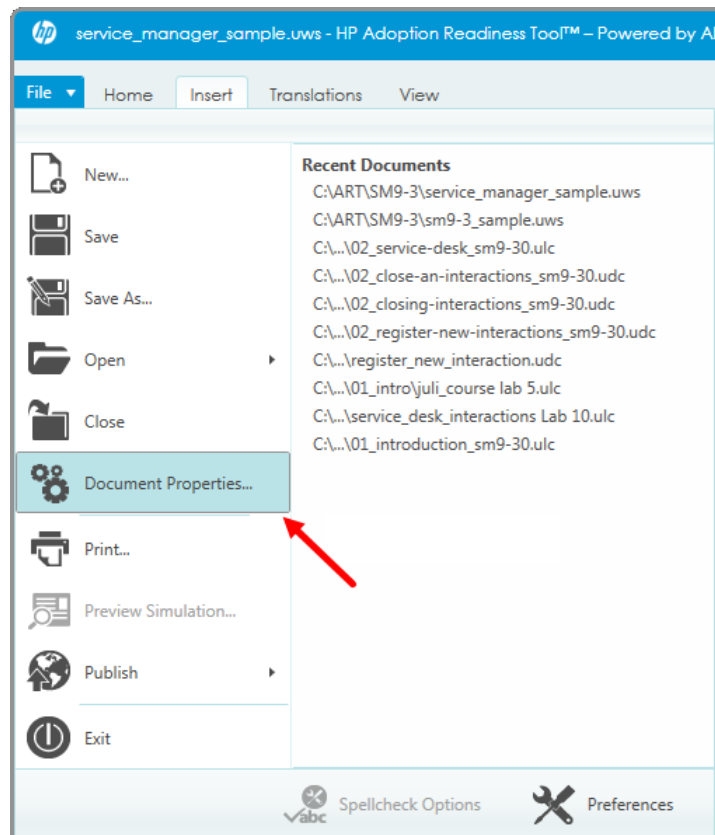 hp service_manager_sample.uws - HP Adoption Readiness Tool™ – Powered by
File Home Insert Translations View
New...
Save
Save As...
Open
Close
Document Properties...
Print...
Preview Simulation...
Publish
Exit
Recent Documents
C:\ART\SM9-3\service_manager_sample.uws
C:\ART\SM9-3\sm9-3_sample.uws
C:\...\02_service-desk_sm9-30.ulc
C:\...\02_close-an-interactions_sm9-30.udc
C:\...\02_closing-interactions_sm9-30.udc
C:\...\02_register-new-interactions_sm9-30.udc
C:\...\register_new_interaction.udc
C:\...\01_intro\juli_course lab 5.ulc
C:\...\service_desk_interactions Lab 10.ulc
C:\...\01_introduction_sm9-30.ulc
abc Spellcheck Options Preferences